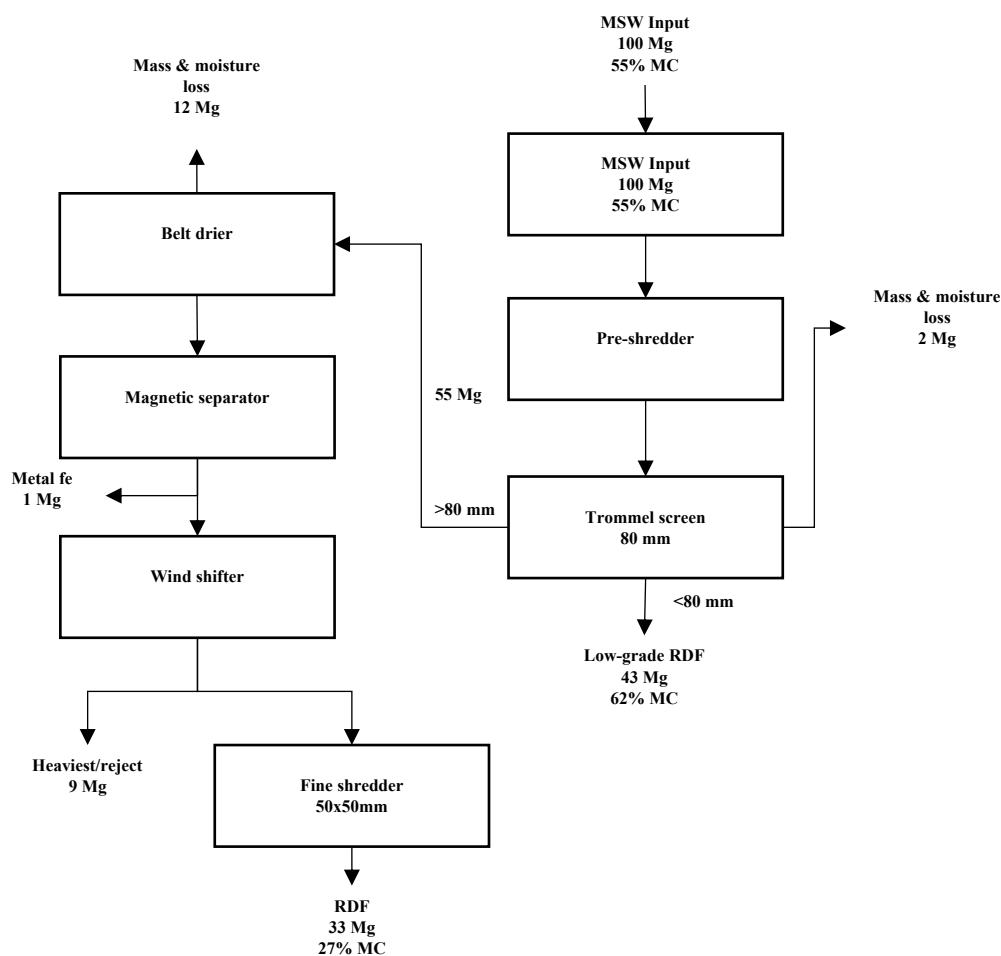 MSW Input
100 Mg
55% MC
Mass & moisture
loss
12 Mg
MSW Input
100 Mg
55% MC
Belt drier
Pre-shredder
Mass & moisture
loss
2 Mg
Magnetic separator
55 Mg
Metal fe
1 Mg
>80 mm
Trommel screen
80 mm
Wind shifter
<80 mm
Low-grade RDF
43 Mg
62% MC
Heaviest/reject
9 Mg
Fine shredder
50x50mm
RDF
33 Mg
27% MC